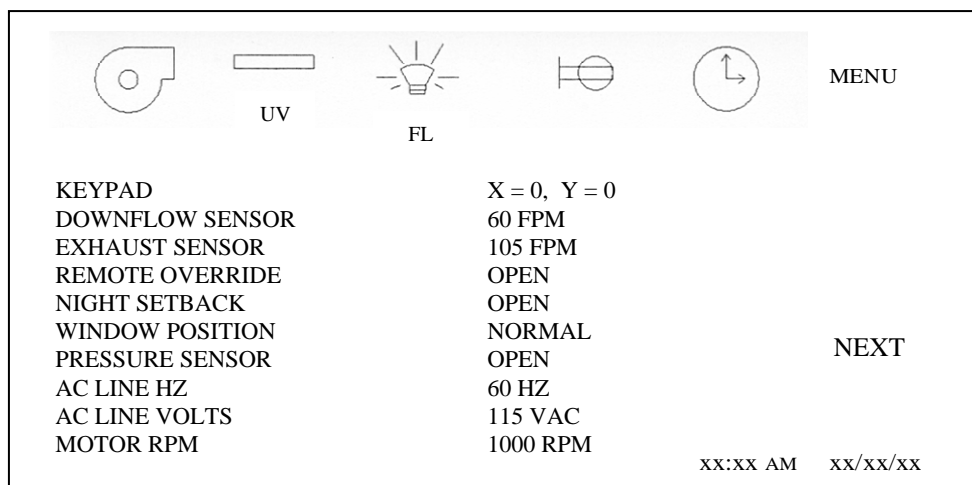 MENU
UV
FL
KEYPAD X = 0, Y = 0
DOWNFLOW SENSOR 60 FPM
EXHAUST SENSOR 105 FPM
REMOTE OVERRIDE OPEN
NIGHT SETBACK OPEN
WINDOW POSITION NORMAL
PRESSURE SENSOR OPEN
NEXT
AC LINE HZ 60 HZ
AC LINE VOLTS 115 VAC
MOTOR RPM 1000 RPM
xx:xx AM xx/xx/xx